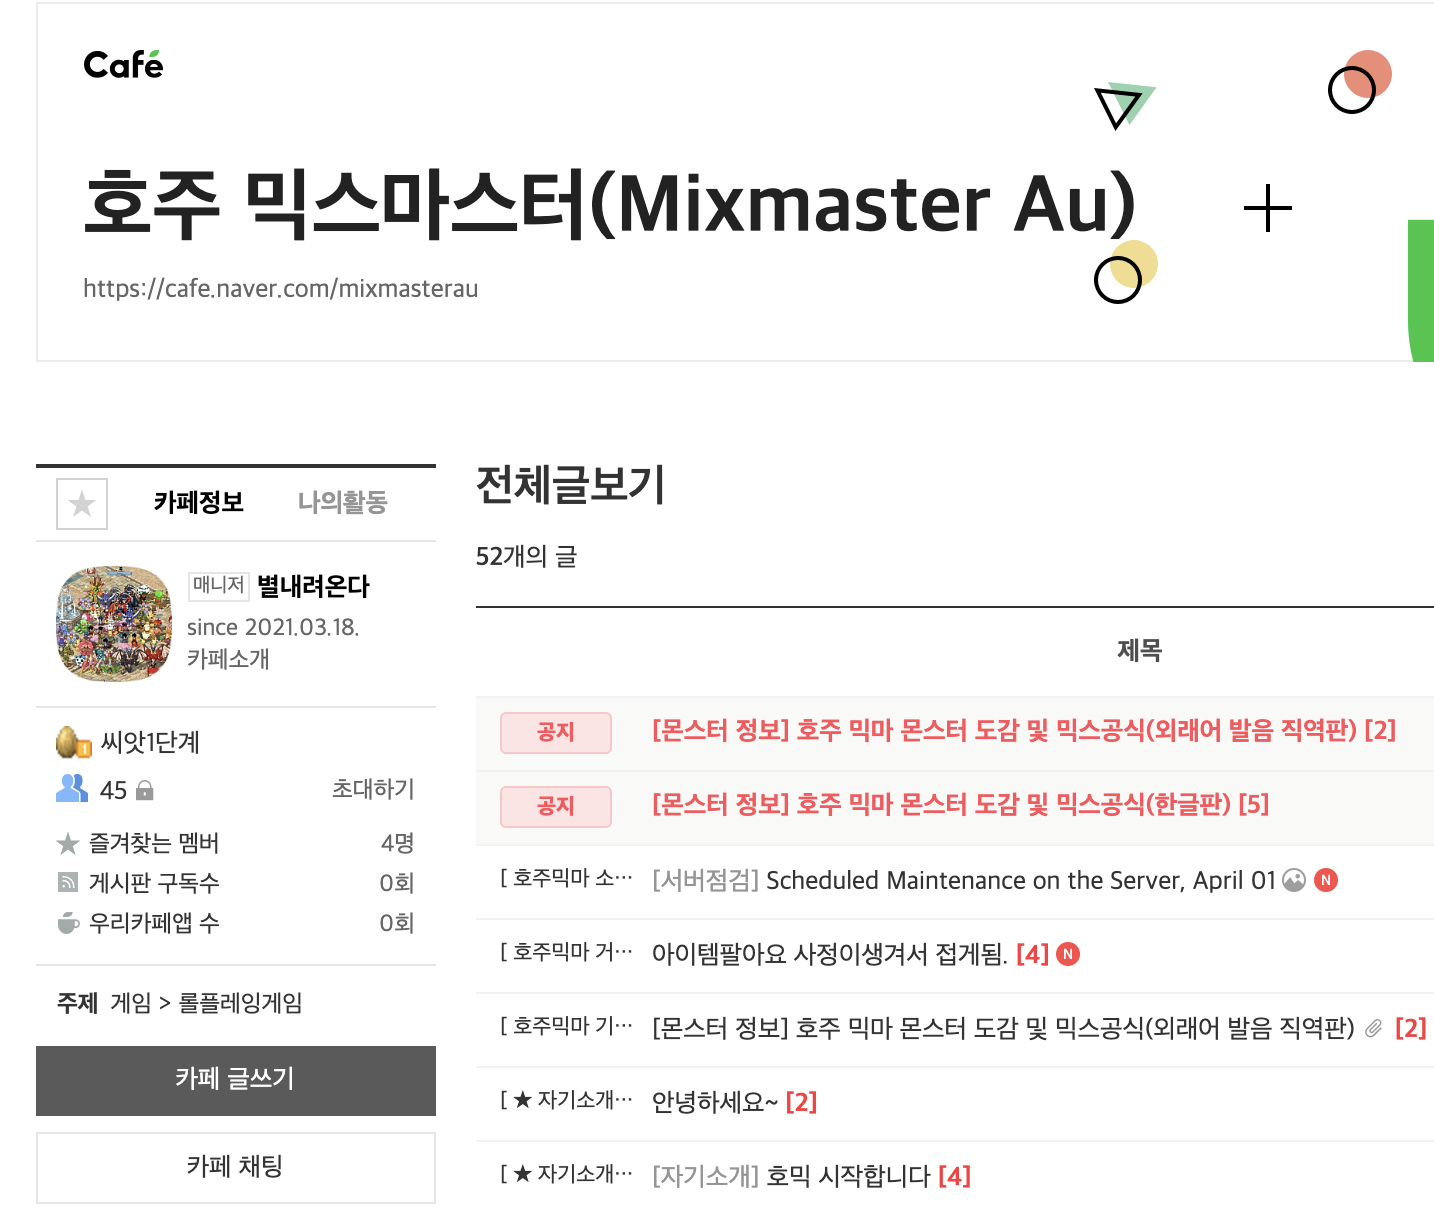 Café
호주 믹스마스터(Mixmaster Au)
https://cafe.naver.com/mixmasterau
카페정보 나의활동
매니저 별내려온다
since 2021.03.18.
카페소개
씨앗1단계
45 초대하기
즐겨찾는 멤버 4명
게시판 구독수 0회
우리카페앱 수 0회
주제 게임 > 롤플레잉게임
카페 글쓰기
카페 채팅
전체글보기
52개의 글
제목
공지 [몬스터 정보] 호주 믹마 몬스터 도감 및 믹스공식(외래어 발음 직역판) [2]
공지 [몬스터 정보] 호주 믹마 몬스터 도감 및 믹스공식(한글판) [5]
[ 호주믹마 소… [서버점검] Scheduled Maintenance on the Server, April 01 N
[ 호주믹마 거… 아이템팔아요 사정이생겨서 접게됨. [4] N
[ 호주믹마 기… [몬스터 정보] 호주 믹마 몬스터 도감 및 믹스공식(외래어 발음 직역판) [2]
[ ★ 자기소개… 안녕하세요~ [2]
[ ★ 자기소개… [자기소개] 호믹 시작합니다 [4]